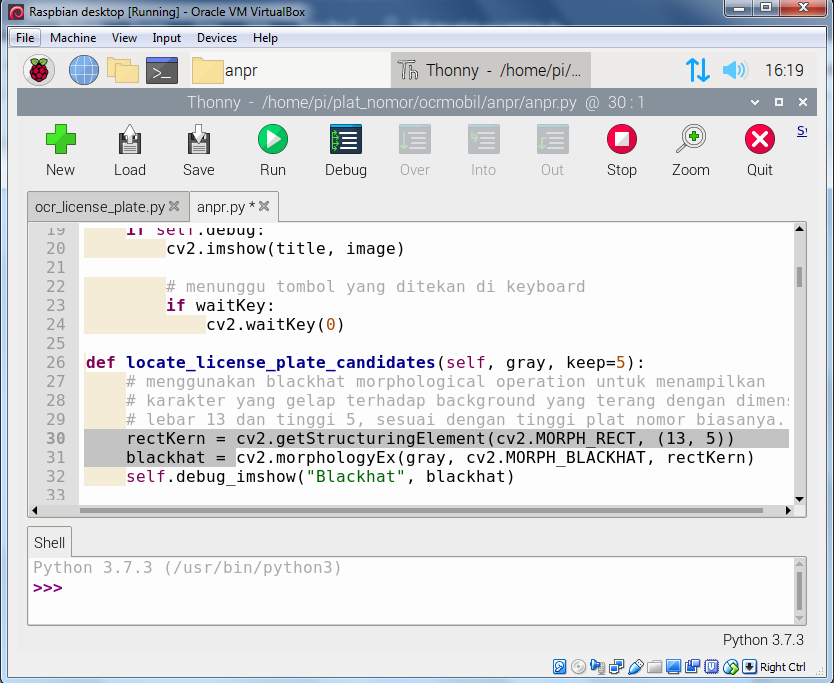 Raspbian desktop [Running] - Oracle VM VirtualBox
File Machine View Input Devices Help
anpr
Thonny - /home/pi/...
16:19
Thonny - /home/pi/plat_nomor/ocrmobil/anpr/anpr.py @ 30 : 1
New Load Save Run Debug Over Into Out Stop Zoom Quit
ocr_license_plate.py
anpr.py *
19 if self.debug:
20 cv2.imshow(title, image)
21
22 # menunggu tombol yang ditekan di keyboard
23 if waitKey:
24 cv2.waitKey(0)
25
26 def locate_license_plate_candidates(self, gray, keep=5):
27 # menggunakan blackhat morphological operation untuk menampilkan
28 # karakter yang gelap terhadap background yang terang dengan dimens
29 # lebar 13 dan tinggi 5, sesuai dengan tinggi plat nomor biasanya.
30 rectKern = cv2.getStructuringElement(cv2.MORPH_RECT, (13, 5))
31 blackhat = cv2.morphologyEx(gray, cv2.MORPH_BLACKHAT, rectKern)
32 self.debug_imshow("Blackhat", blackhat)
33
Shell
Python 3.7.3 (/usr/bin/python3)
>>>
Python 3.7.3
Right Ctrl